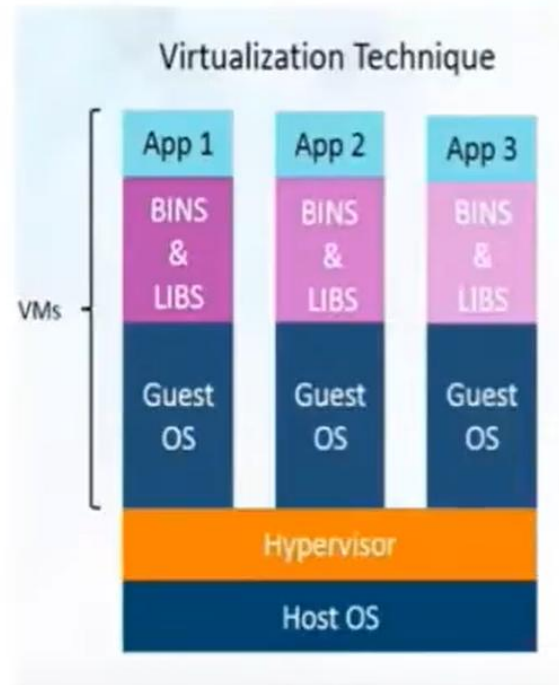 Virtualization Technique
App 1
App 2
App 3
BINS
&
LIBS
BINS
&
LIBS
BINS
&
LIBS
VMs
Guest
OS
Guest
OS
Guest
OS
Hypervisor
Host OS